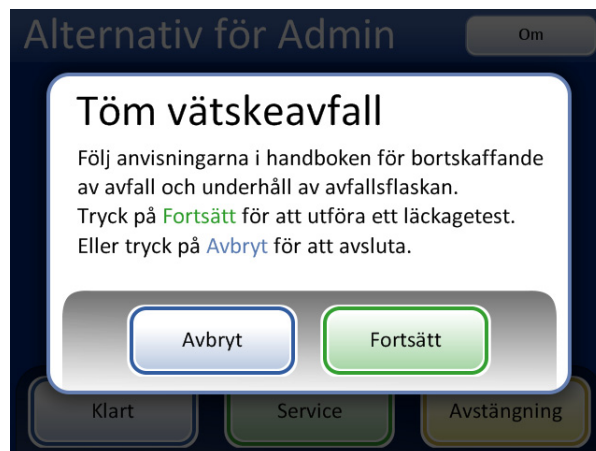 Alternativ för Admin
Om
Töm vätskeavfall
Följ anvisningarna i handboken för bortskaffande
av avfall och underhåll av avfallsflaskan.
Tryck på Fortsätt för att utföra ett läckagetest.
Eller tryck på Avbryt för att avsluta.
Avbryt
Fortsätt
Klart
Service
Avstängning